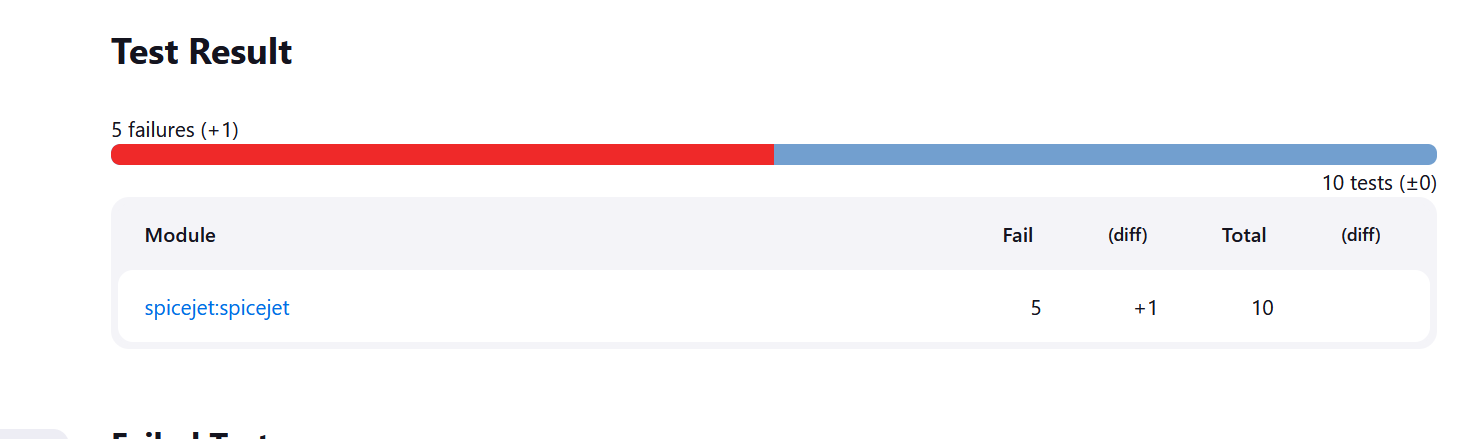 Test Result
5 failures (+1)
10 tests (±0)
Module Fail (diff) Total (diff)
spicejet:spicejet 5 +1 10